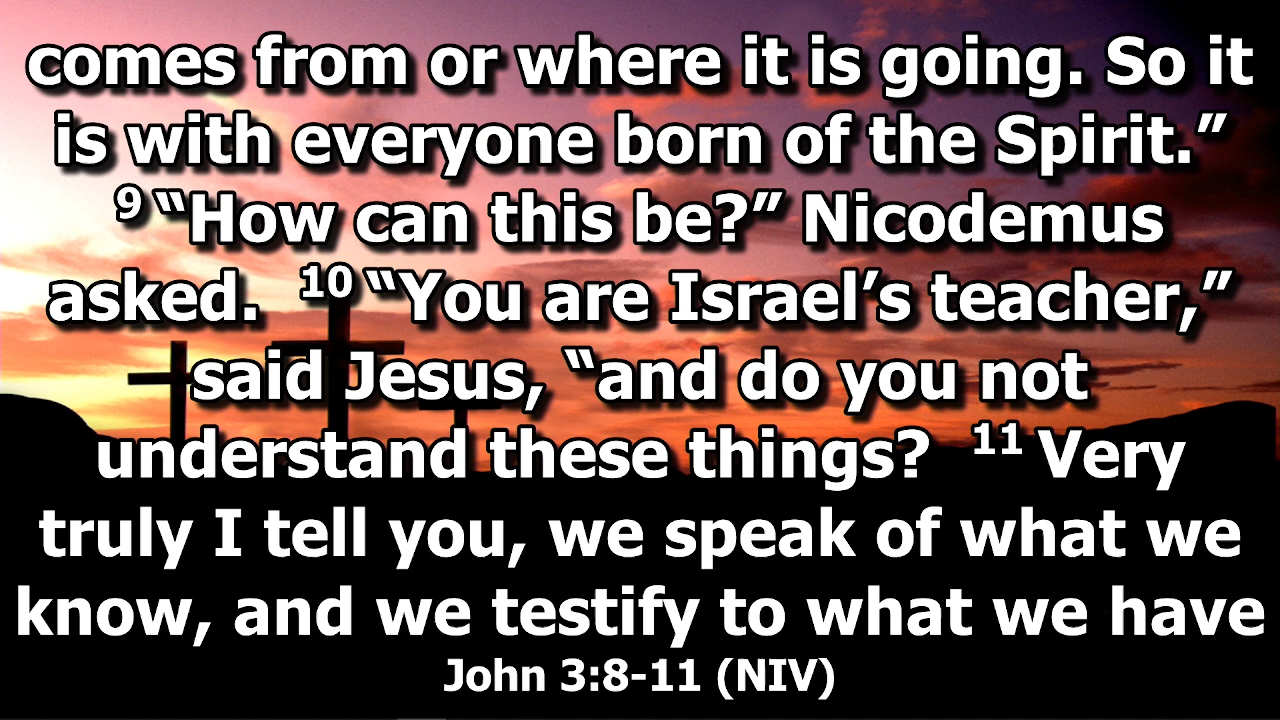 comes from or where it is going. So it
is with everyone born of the Spirit.”
9 “How can this be?” Nicodemus
asked. 10 “You are Israel’s teacher,”
said Jesus, “and do you not
understand these things? 11 Very
truly I tell you, we speak of what we
know, and we testify to what we have
John 3:8-11 (NIV)